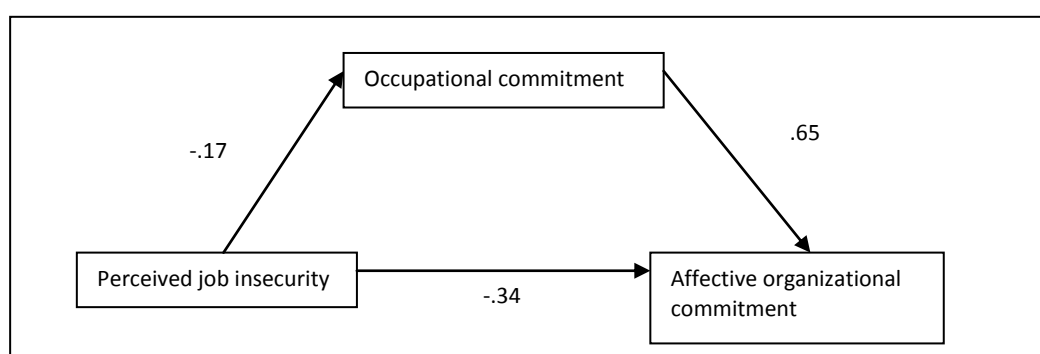 Occupational commitment
-.17
.65
Perceived job insecurity
-.34
Affective organizational
commitment